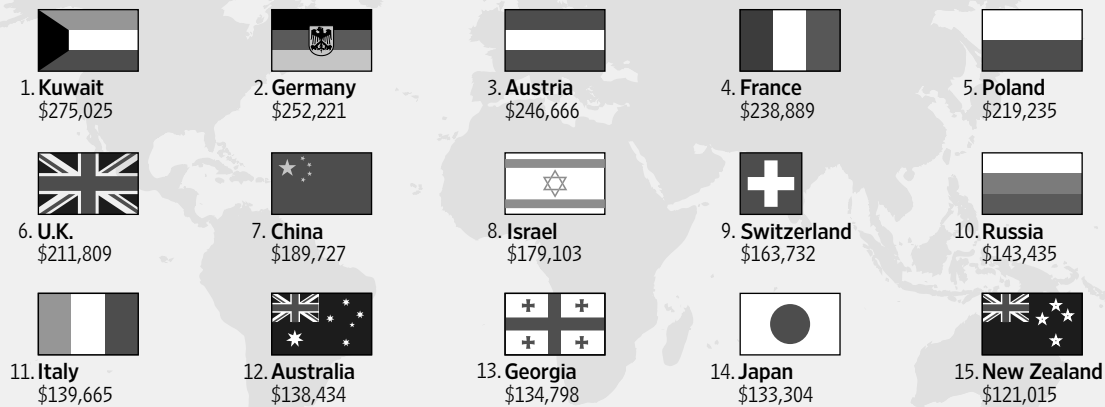 1. Kuwait
$275,025
2. Germany
$252,221
3. Austria
$246,666
4. France
$238,889
5. Poland
$219,235
6. U.K.
$211,809
7. China
$189,727
8. Israel
$179,103
9. Switzerland
$163,732
10. Russia
$143,435
11. Italy
$139,665
12. Australia
$138,434
13. Georgia
$134,798
14. Japan
$133,304
15. New Zealand
$121,015